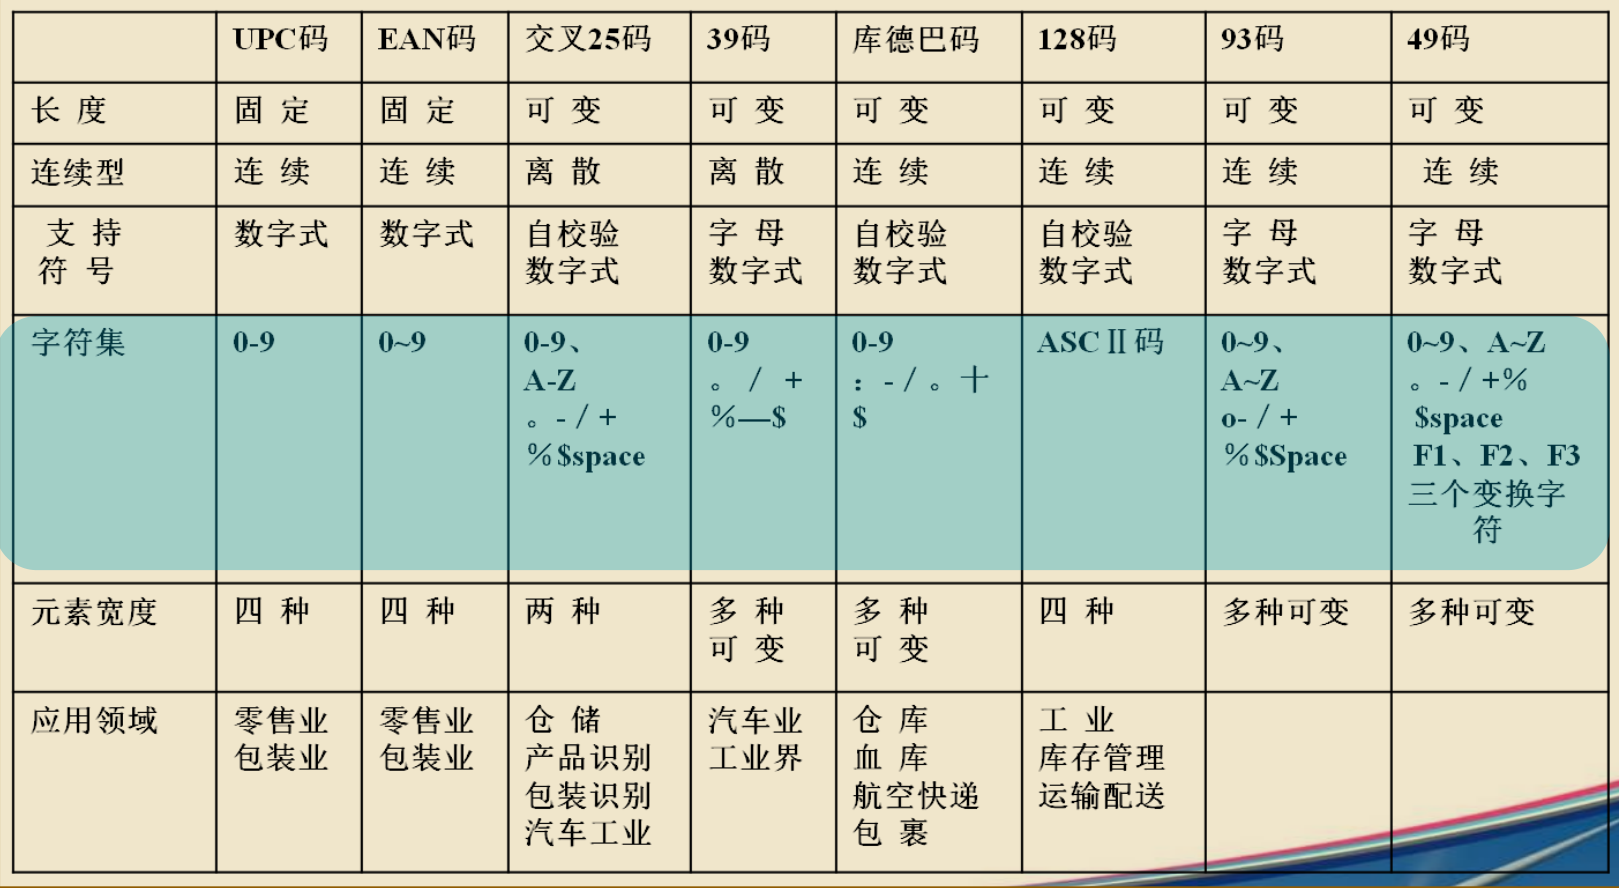 UPC码 EAN码 交叉25码 39码 库德巴码 128码 93码 49码
长 度 固 定 固 定 可 变 可 变 可 变 可 变 可 变 可 变
连续型 连 续 连 续 离 散 离 散 连 续 连 续 连 续 连 续
支 持 数字式 数字式 自校验 字 母 自校验 自校验 字 母 字 母
符 号 数字式 数字式 数字式 数字式 数字式 数字式
字符集 0-9 0~9 0-9、 0-9 0-9 ASCⅡ码 0~9、 0~9、A~Z
A-Z 。/ + ：-/。十 A~Z 。-/+%
。-/+ %—$ $ o-/+ $space
%$space %$Space F1、F2、F3
三个变换字
符
元素宽度 四 种 四 种 两 种 多 种 多 种 四 种 多种可变 多种可变
可 变 可 变
应用领域 零售业 零售业 仓 储 汽车业 仓 库 工 业
包装业 包装业 产品识别 工业界 血 库 库存管理
包装识别 航空快递 运输配送
汽车工业 包 裹